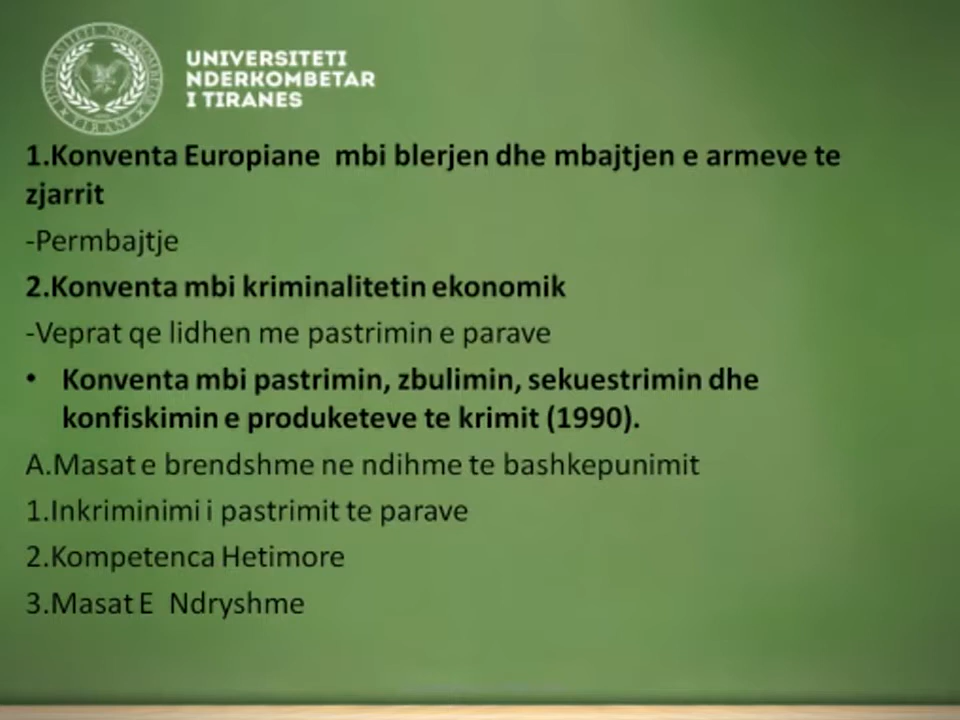 UNIVERSITETI
NDERKOMBETAR
I TIRANES
1.Konventa Europiane mbi blerjen dhe mbajtjen e armeve te
zjarrit
-Permbajtje
2.Konventa mbi kriminalitetin ekonomik
-Veprat qe lidhen me pastrimin e parave
• Konventa mbi pastrimin, zbulimin, sekuestrimin dhe
konfiskimin e produketeve te krimit (1990).
A.Masat e brendshme ne ndihme te bashkepunimit
1.Inkriminimi i pastrimit te parave
2.Kompetenca Hetimore
3.Masat E Ndryshme